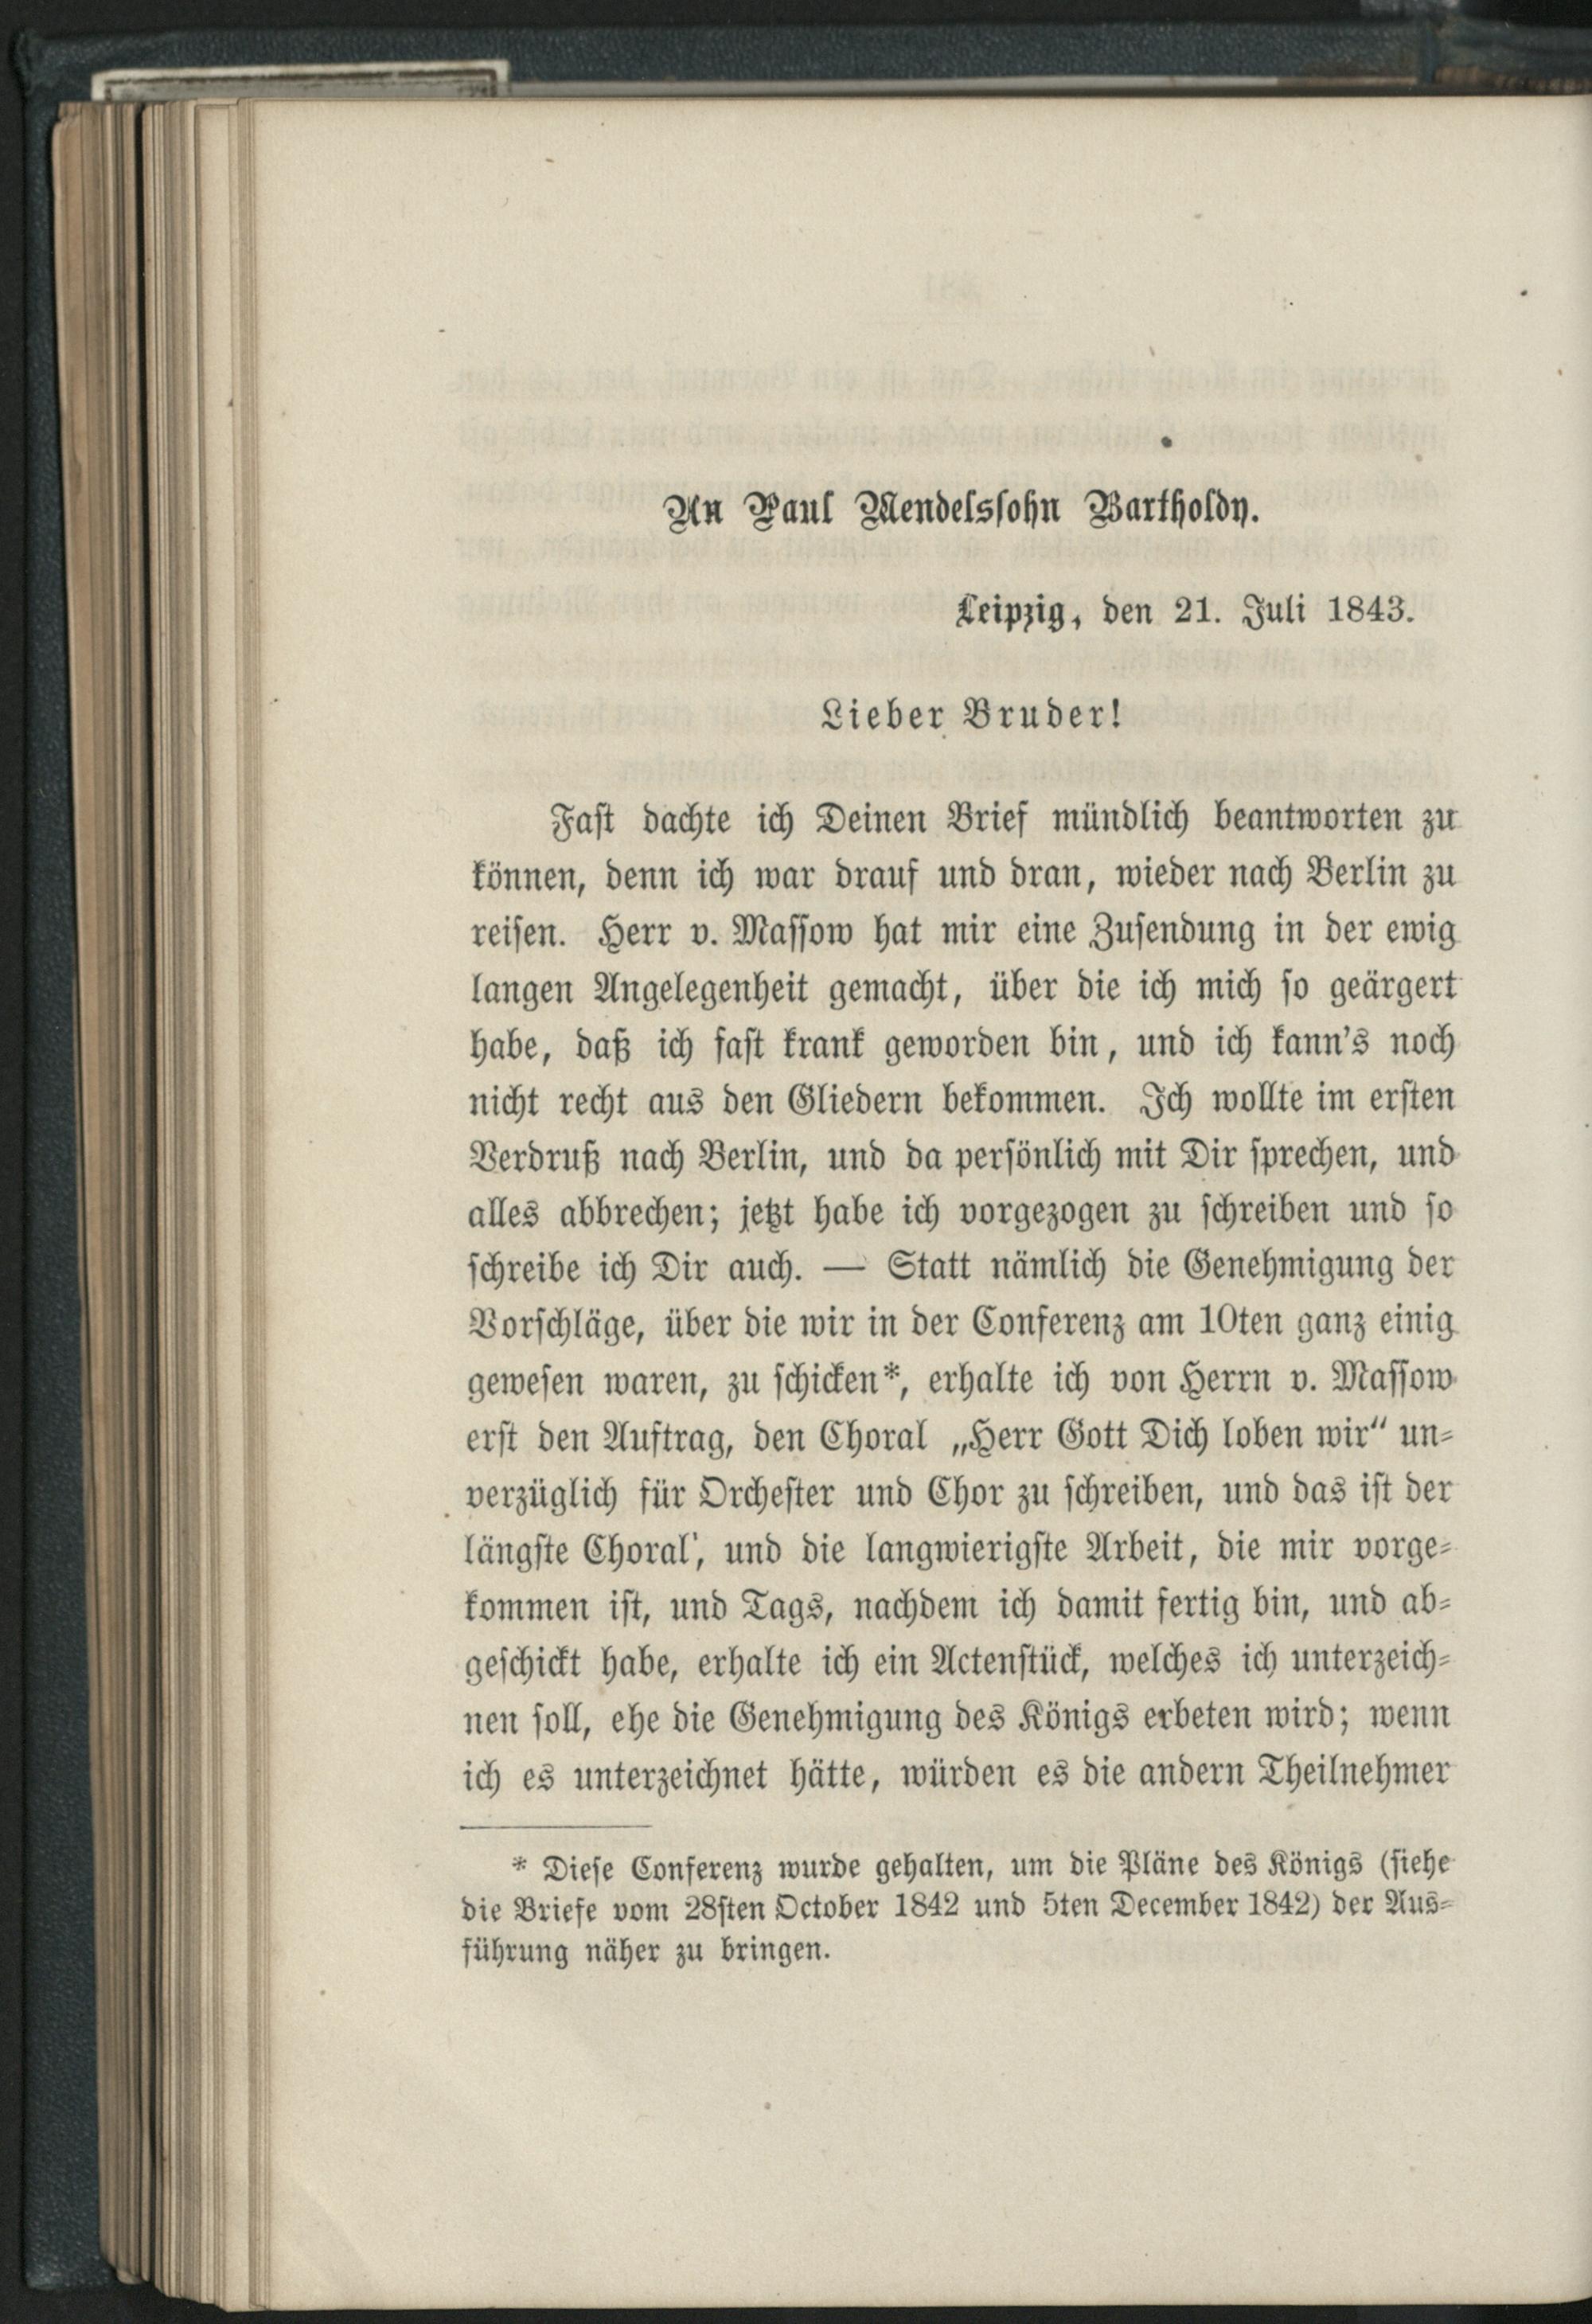 An Paul Mendelssohn Bartholdy.
Leipzig, den 21. Juli 1843.
Lieber Bruder!
Fast dachte ich Deinen Brief mündlich beantworten zu
können, denn ich war drauf und dran, wieder nach Berlin zu
reisen. Herr v. Massow hat mir eine Zusendung in der ewig
langen Angelegenheit gemacht, über die ich mich so geärgert
habe, daß ich fast krank geworden bin, und ich kann's noch
nicht recht aus den Gliedern bekommen. Ich wollte im ersten
Verdruß nach Berlin, und da persönlich mit Dir sprechen, und
alles abbrechen; jetzt habe ich vorgezogen zu schreiben und so
schreibe ich Dir auch. — Statt nämlich die Genehmigung der
Vorschläge, über die wir in der Conferenz am 10ten ganz einig
gewesen waren, zu schicken*, erhalte ich von Herrn v. Massow
erst den Auftrag, den Choral „Herr Gott Dich loben wir“ un-
verzüglich für Orchester und Chor zu schreiben, und das ist der
längste Choral, und die langwierigste Arbeit, die mir vorge-
kommen ist, und Tags, nachdem ich damit fertig bin, und ab-
geschickt habe, erhalte ich ein Actenstück, welches ich unterzeich-
nen soll, ehe die Genehmigung des Königs erbeten wird; wenn
ich es unterzeichnet hätte, würden es die andern Theilnehmer
* Diese Conferenz wurde gehalten, um die Pläne des Königs (siehe
die Briefe vom 28sten October 1842 und 5ten December 1842) der Aus-
führung näher zu bringen.